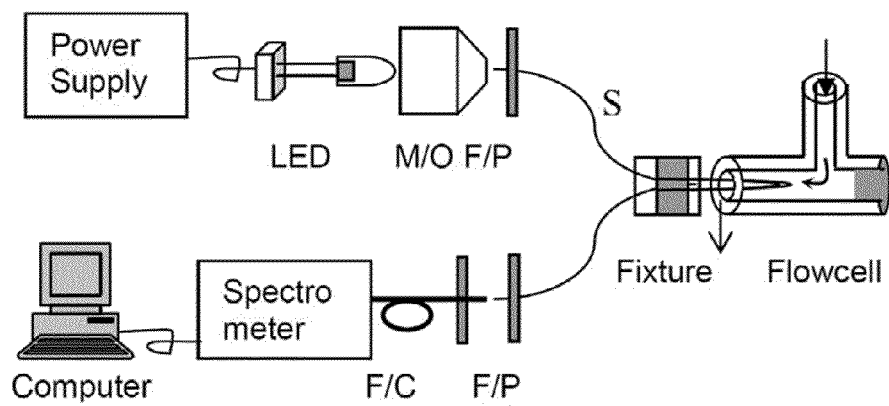 Power
Supply
LED
M/O F/P
S
Fixture
Flowcell
Spectro
meter
Computer
F/C
F/P